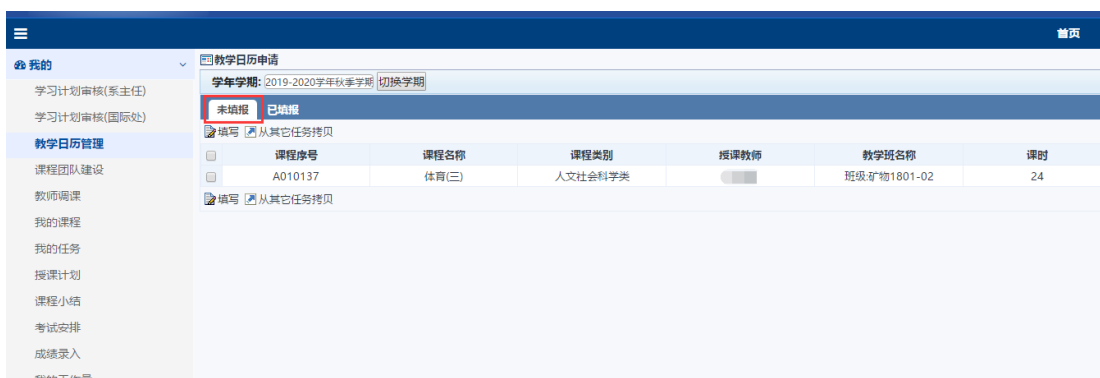 首页
我的
学习计划审核(系主任)
学习计划审核(国际处)
教学日历管理
课程团队建设
教师调课
我的课程
我的任务
授课计划
课程小结
考试安排
成绩录入
教学日历申请
学年学期: 2019-2020学年秋季学期 切换学期
未填报 已填报
填写 从其它任务拷贝
课程序号 课程名称 课程类别 授课教师 教学班名称 课时
A010137 体育(三) 人文社会科学类 班级:矿物1801-02 24
填写 从其它任务拷贝